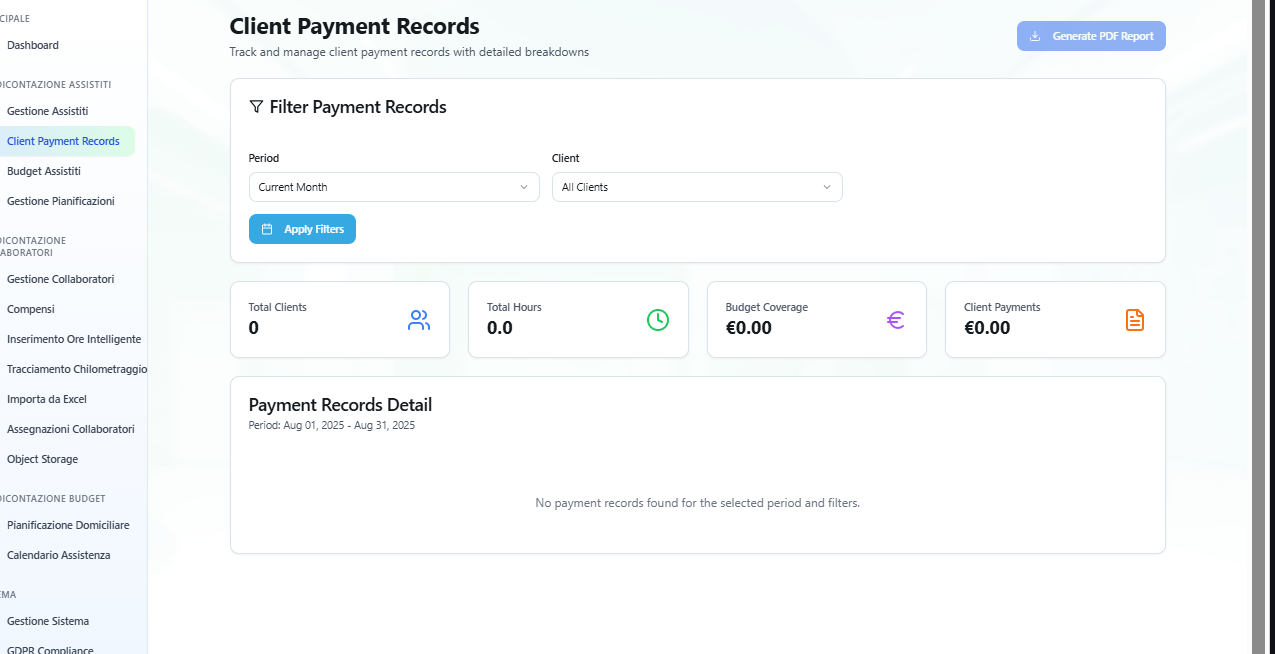 CIPALE
Dashboard
DICONTAZIONE ASSISTITI
Gestione Assistiti
Client Payment Records
Budget Assistiti
Gestione Pianificazioni
DICONTAZIONE
ABORATORI
Gestione Collaboratori
Compensi
Inserimento Ore Intelligente
Tracciamento Chilometraggio
Importa da Excel
Assegnazioni Collaboratori
Object Storage
DICONTAZIONE BUDGET
Pianificazione Domiciliare
Calendario Assistenza
EMA
Gestione Sistema
GDPR Compliance
Client Payment Records
Track and manage client payment records with detailed breakdowns
Generate PDF Report
Filter Payment Records
Period
Client
Current Month
All Clients
Apply Filters
Total Clients
0
Total Hours
0.0
Budget Coverage
€0.00
Client Payments
€0.00
Payment Records Detail
Period: Aug 01, 2025 - Aug 31, 2025
No payment records found for the selected period and filters.